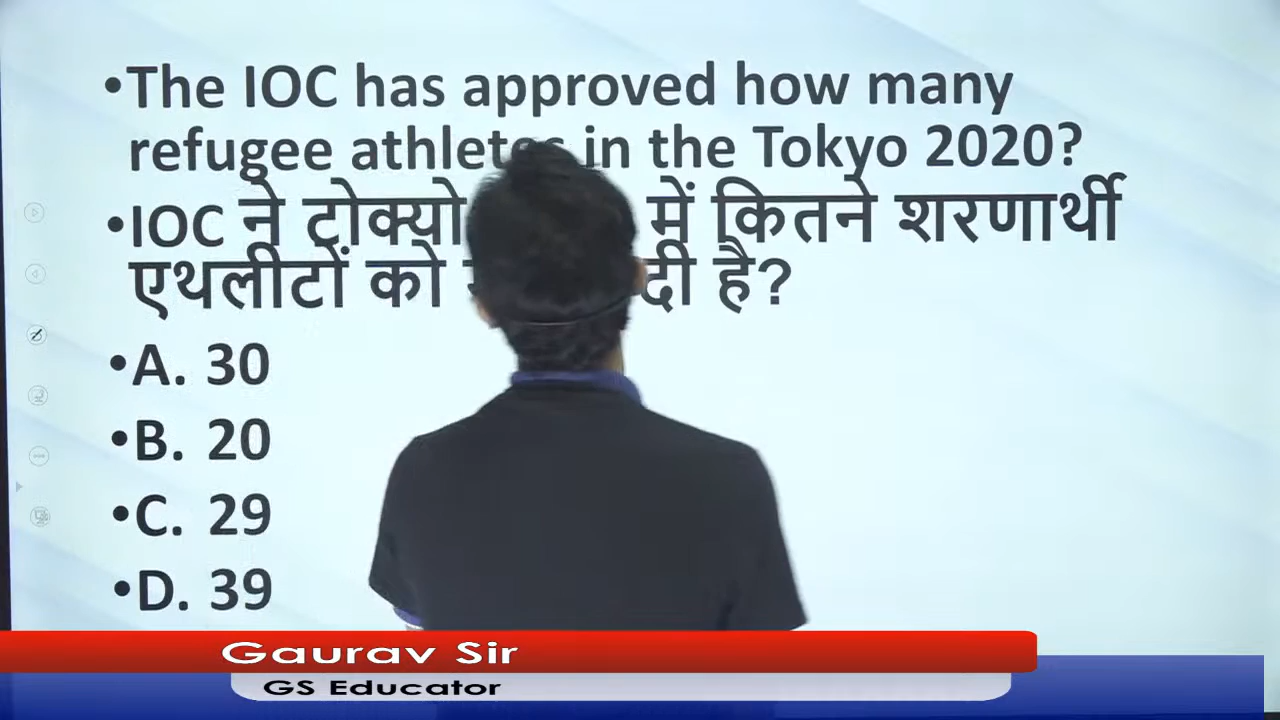 •The IOC has approved how many
refugee athletes in the Tokyo 2020?
•IOC ने टोक्यो में कितने शरणार्थी
एथलीटों को दी है?
•A. 30
•B. 20
•C. 29
•D. 39
Gaurav Sir
GS Educator